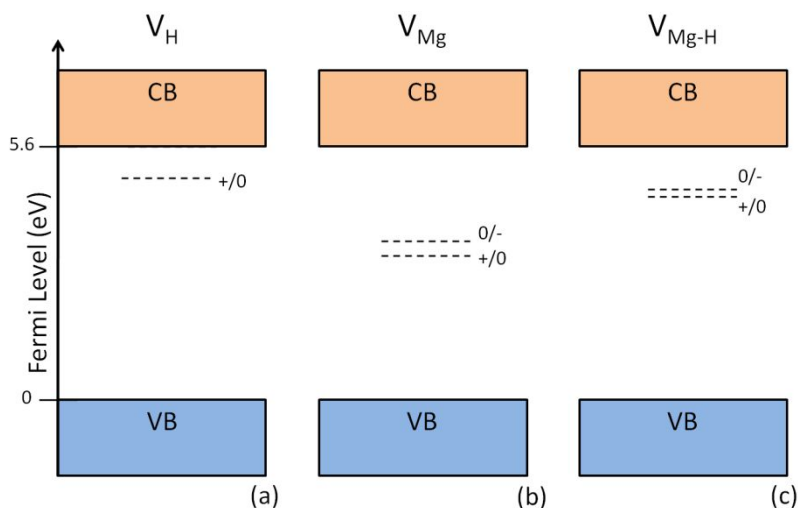 V_H V_Mg V_Mg-H
CB CB CB
5.6
+/0
0/-
+/0
0/-
+/0
Fermi Level (eV)
0
VB VB VB
(a) (b) (c)